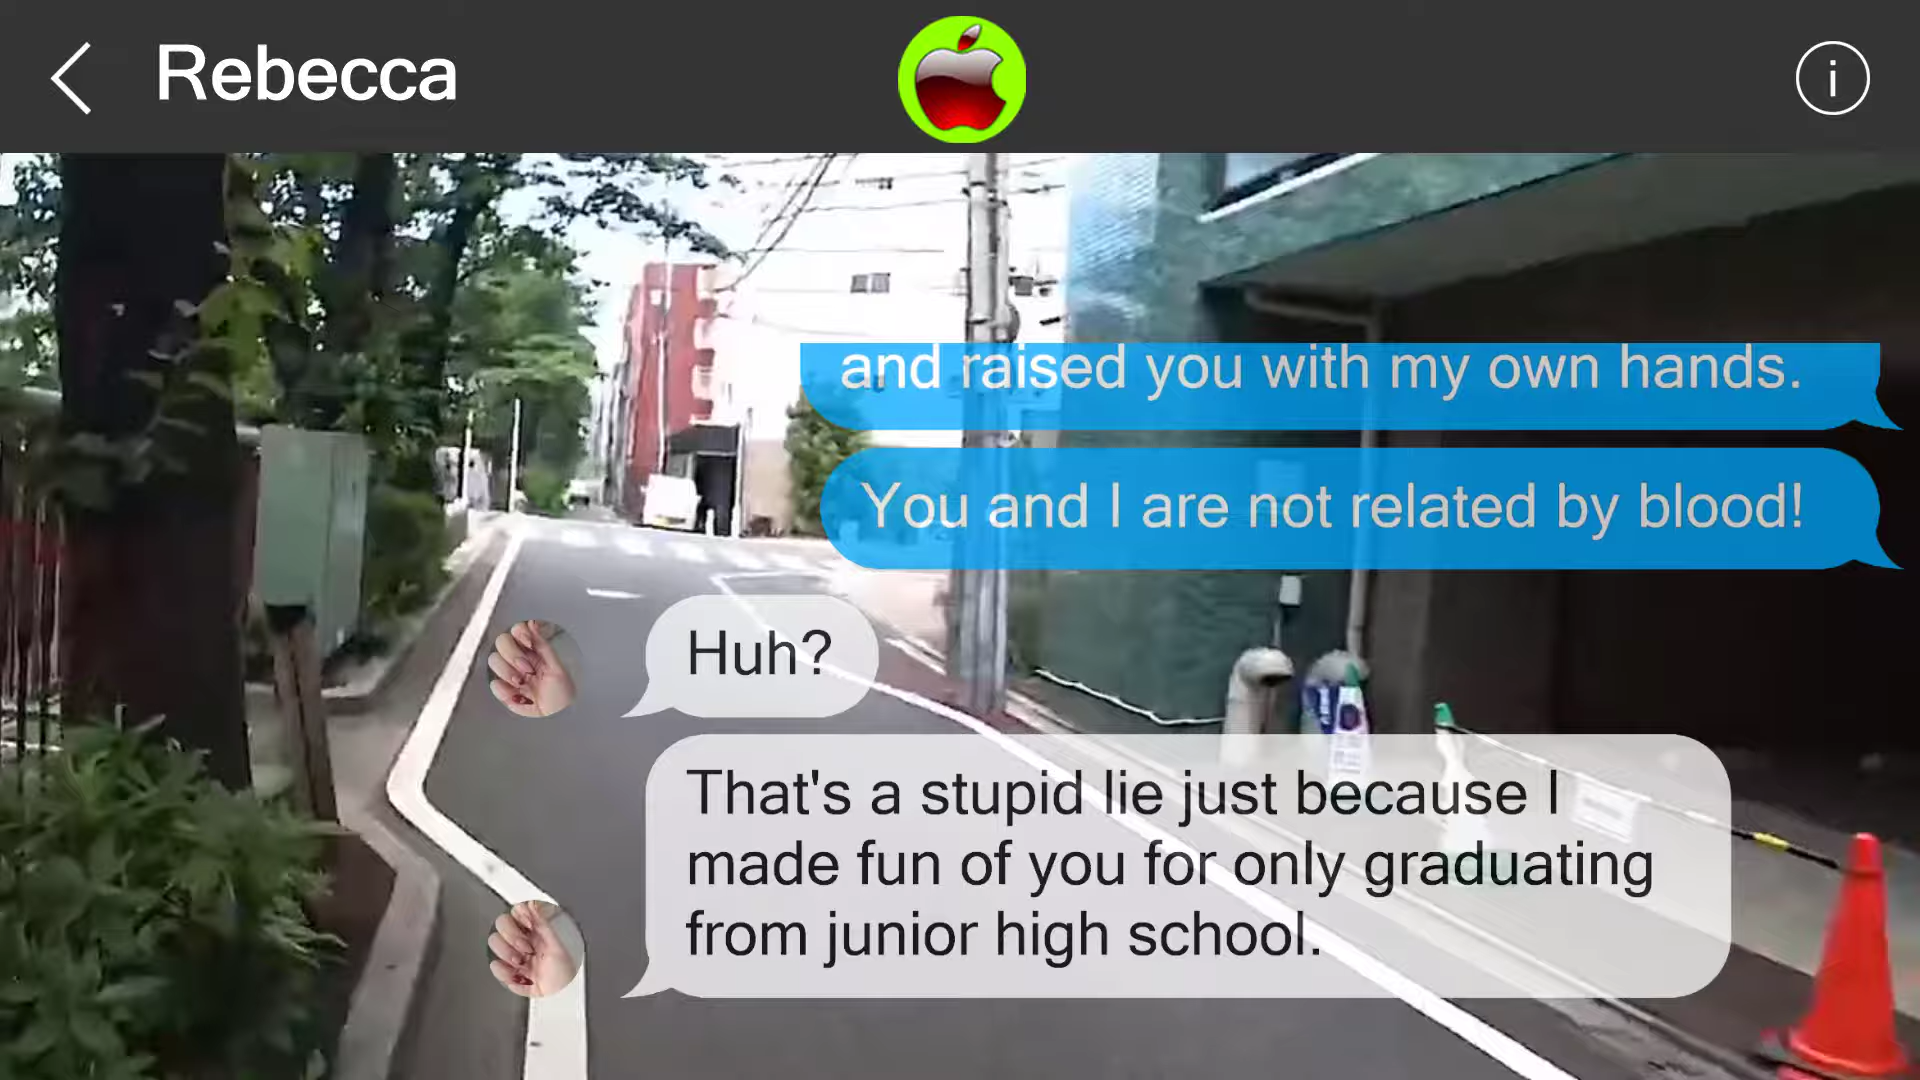 Rebecca
i
and raised you with my own hands.
You and I are not related by blood!
Huh?
That's a stupid lie just because I
made fun of you for only graduating
from junior high school.